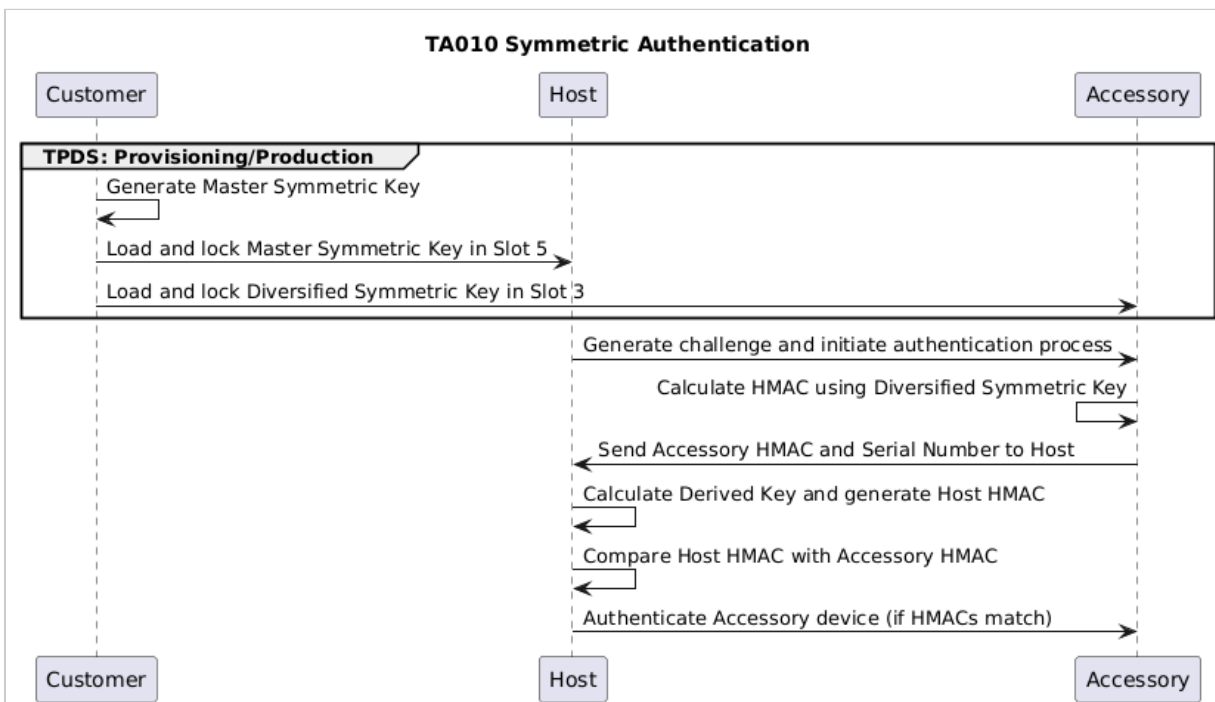 TA010 Symmetric Authentication
Customer Host Accessory
TPDS: Provisioning/Production
Generate Master Symmetric Key
Load and lock Master Symmetric Key in Slot 5
Load and lock Diversified Symmetric Key in Slot 3
Generate challenge and initiate authentication process
Calculate HMAC using Diversified Symmetric Key
Send Accessory HMAC and Serial Number to Host
Calculate Derived Key and generate Host HMAC
Compare Host HMAC with Accessory HMAC
Authenticate Accessory device (if HMACs match)
Customer Host Accessory